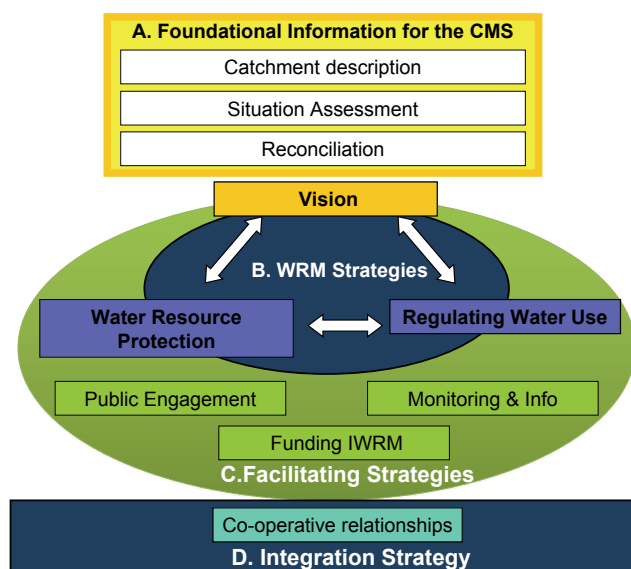 A. Foundational Information for the CMS
Catchment description
Situation Assessment
Reconciliation
Vision
B. WRM Strategies
Water Resource
Protection
Regulating Water Use
Public Engagement
Monitoring & Info
Funding IWRM
C.Facilitating Strategies
Co-operative relationships
D. Integration Strategy